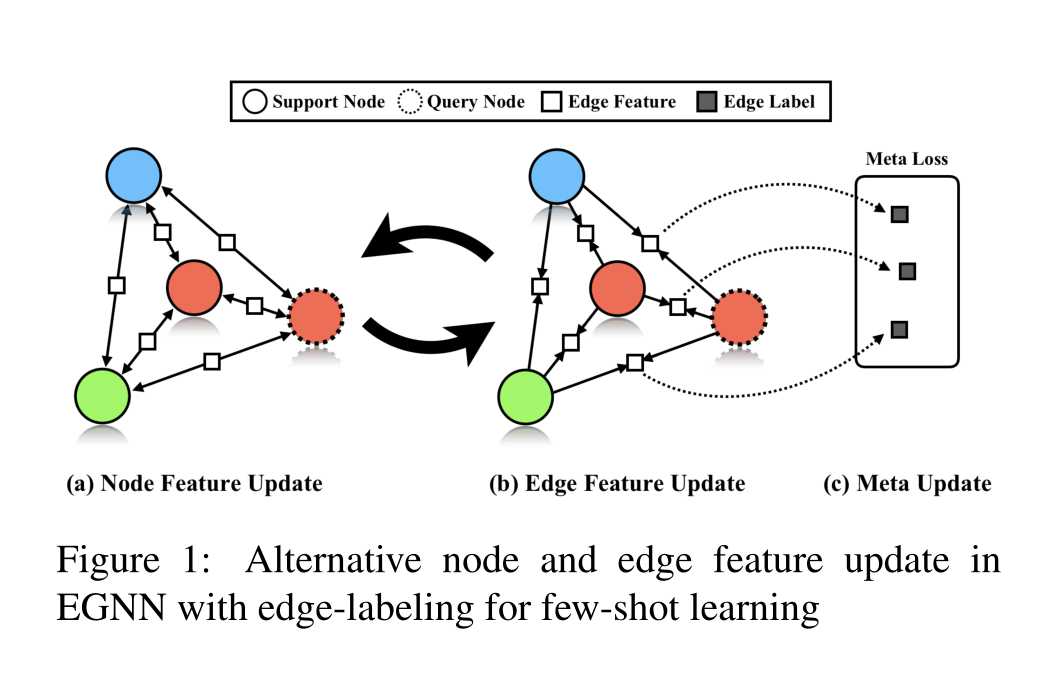 Support Node Query Node Edge Feature Edge Label
Meta Loss
(a) Node Feature Update (b) Edge Feature Update (c) Meta Update
Figure 1: Alternative node and edge feature update in
EGNN with edge-labeling for few-shot learning